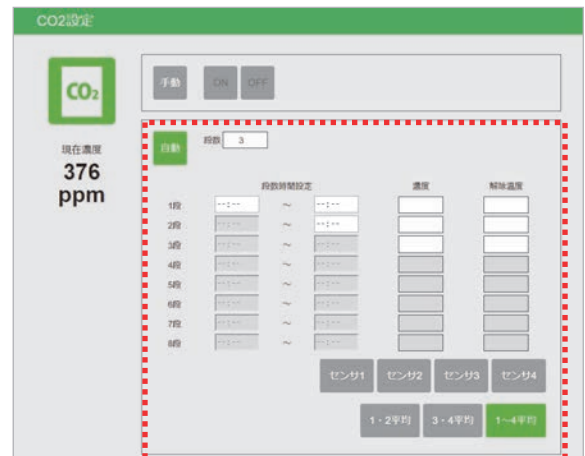 CO2設定
CO₂
現在濃度
376
ppm
手動 ON OFF
自動 段数 3
段数時間設定 濃度 解除温度
1段 --:-- ～ --:--
2段 --:-- ～ --:--
3段 --:-- ～ --:--
4段 --:-- ～ --:--
5段 --:-- ～ --:--
6段 --:-- ～ --:--
7段 --:-- ～ --:--
8段 --:-- ～ --:--
センサ1 センサ2 センサ3 センサ4
1・2平均 3・4平均 1～4平均